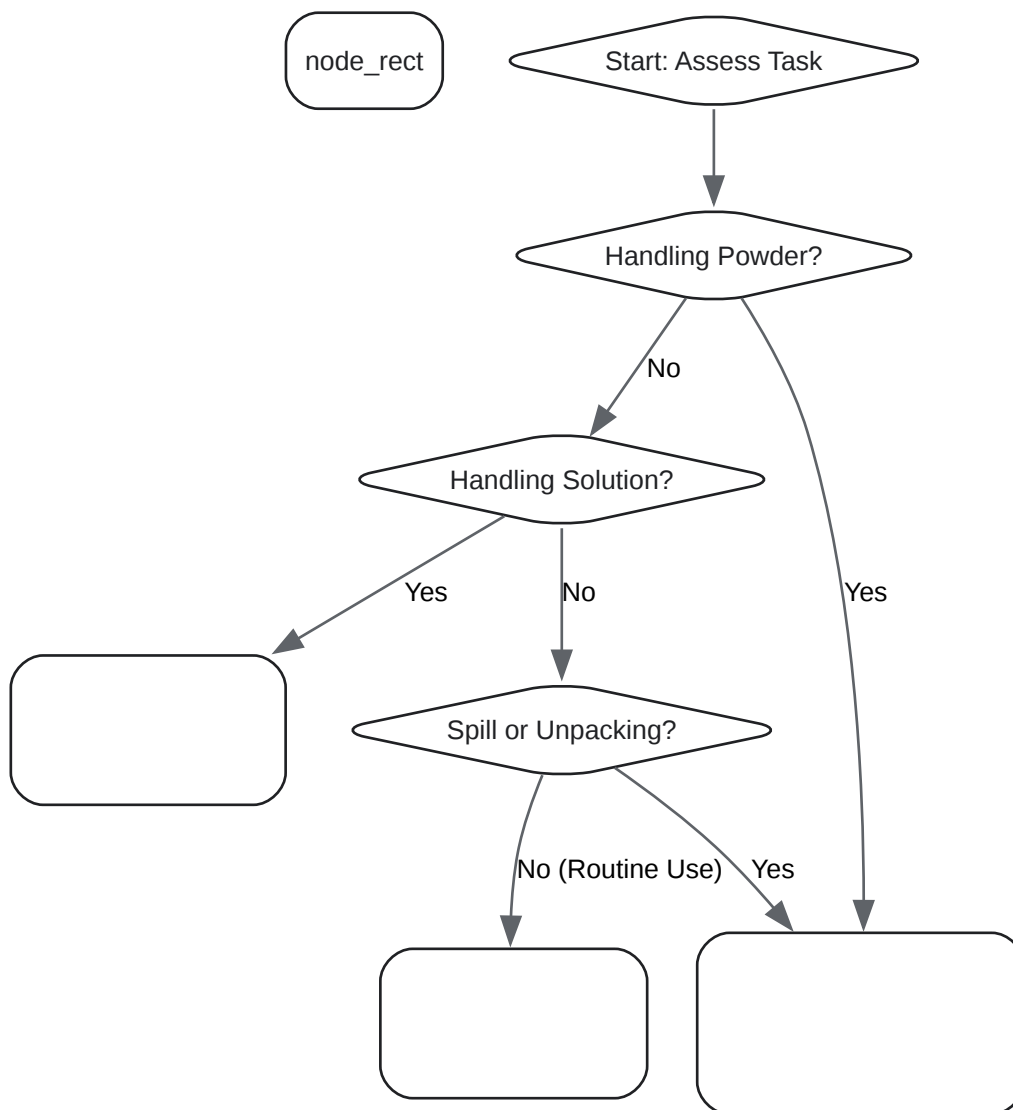 node_rect
Start: Assess Task
Handling Powder?
No
Handling Solution?
Yes
No
Yes
Spill or Unpacking?
No (Routine Use)
Yes